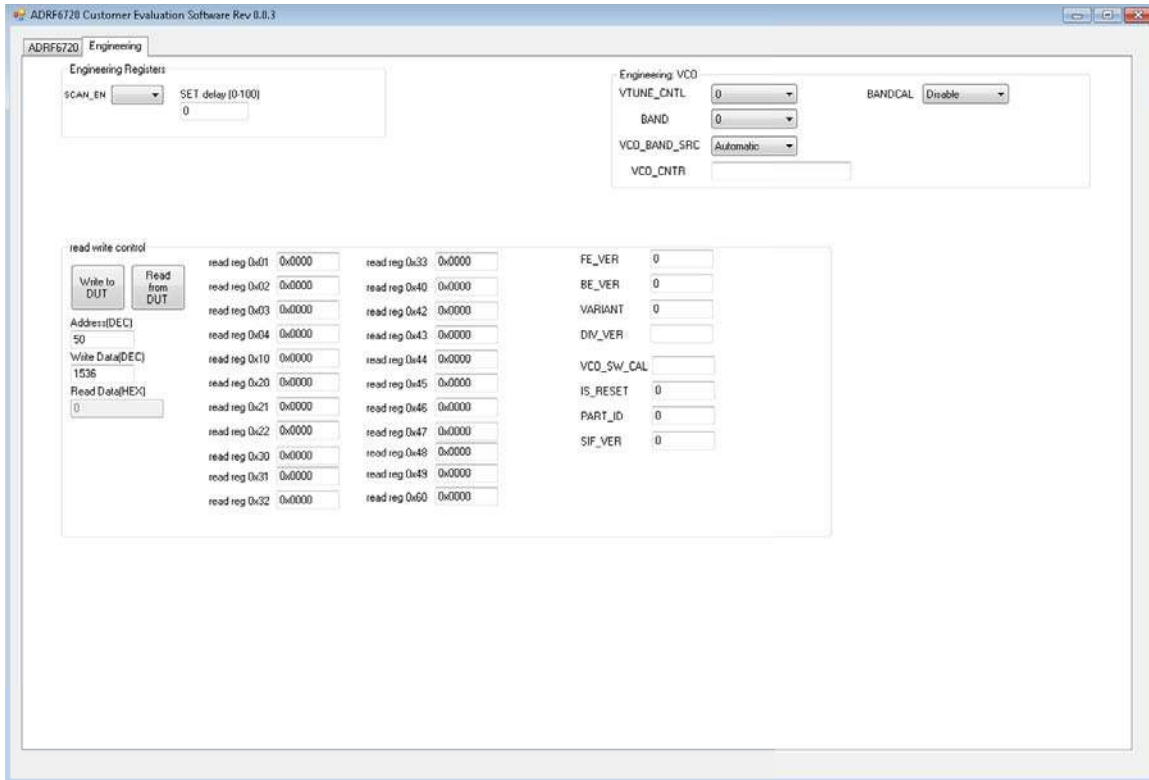 ADRF6720 Customer Evaluation Software Rev 0.0.3
ADRF6720 Engineering
Engineering Registers
SCAN_EN SET delay (0-100)
0
Engineering: VCO
VTUNE_CNTL 0 BANDCAL Disable
BAND 0
VCO_BAND_SRC Automatic
VCO_CNTR
read write control
Write to DUT
Read from DUT
Address(DEC)
50
Write Data(DEC)
1536
Read Data(HEX)
0
read reg 0x01 0x0000
read reg 0x02 0x0000
read reg 0x03 0x0000
read reg 0x04 0x0000
read reg 0x10 0x0000
read reg 0x20 0x0000
read reg 0x21 0x0000
read reg 0x22 0x0000
read reg 0x30 0x0000
read reg 0x31 0x0000
read reg 0x32 0x0000
read reg 0x33 0x0000
read reg 0x40 0x0000
read reg 0x42 0x0000
read reg 0x43 0x0000
read reg 0x44 0x0000
read reg 0x45 0x0000
read reg 0x46 0x0000
read reg 0x47 0x0000
read reg 0x48 0x0000
read reg 0x49 0x0000
read reg 0x60 0x0000
FE_VER 0
BE_VER 0
VARIANT 0
DIV_VER
VCO_SW_CAL
IS_RESET 0
PART_ID 0
SIF_VER 0